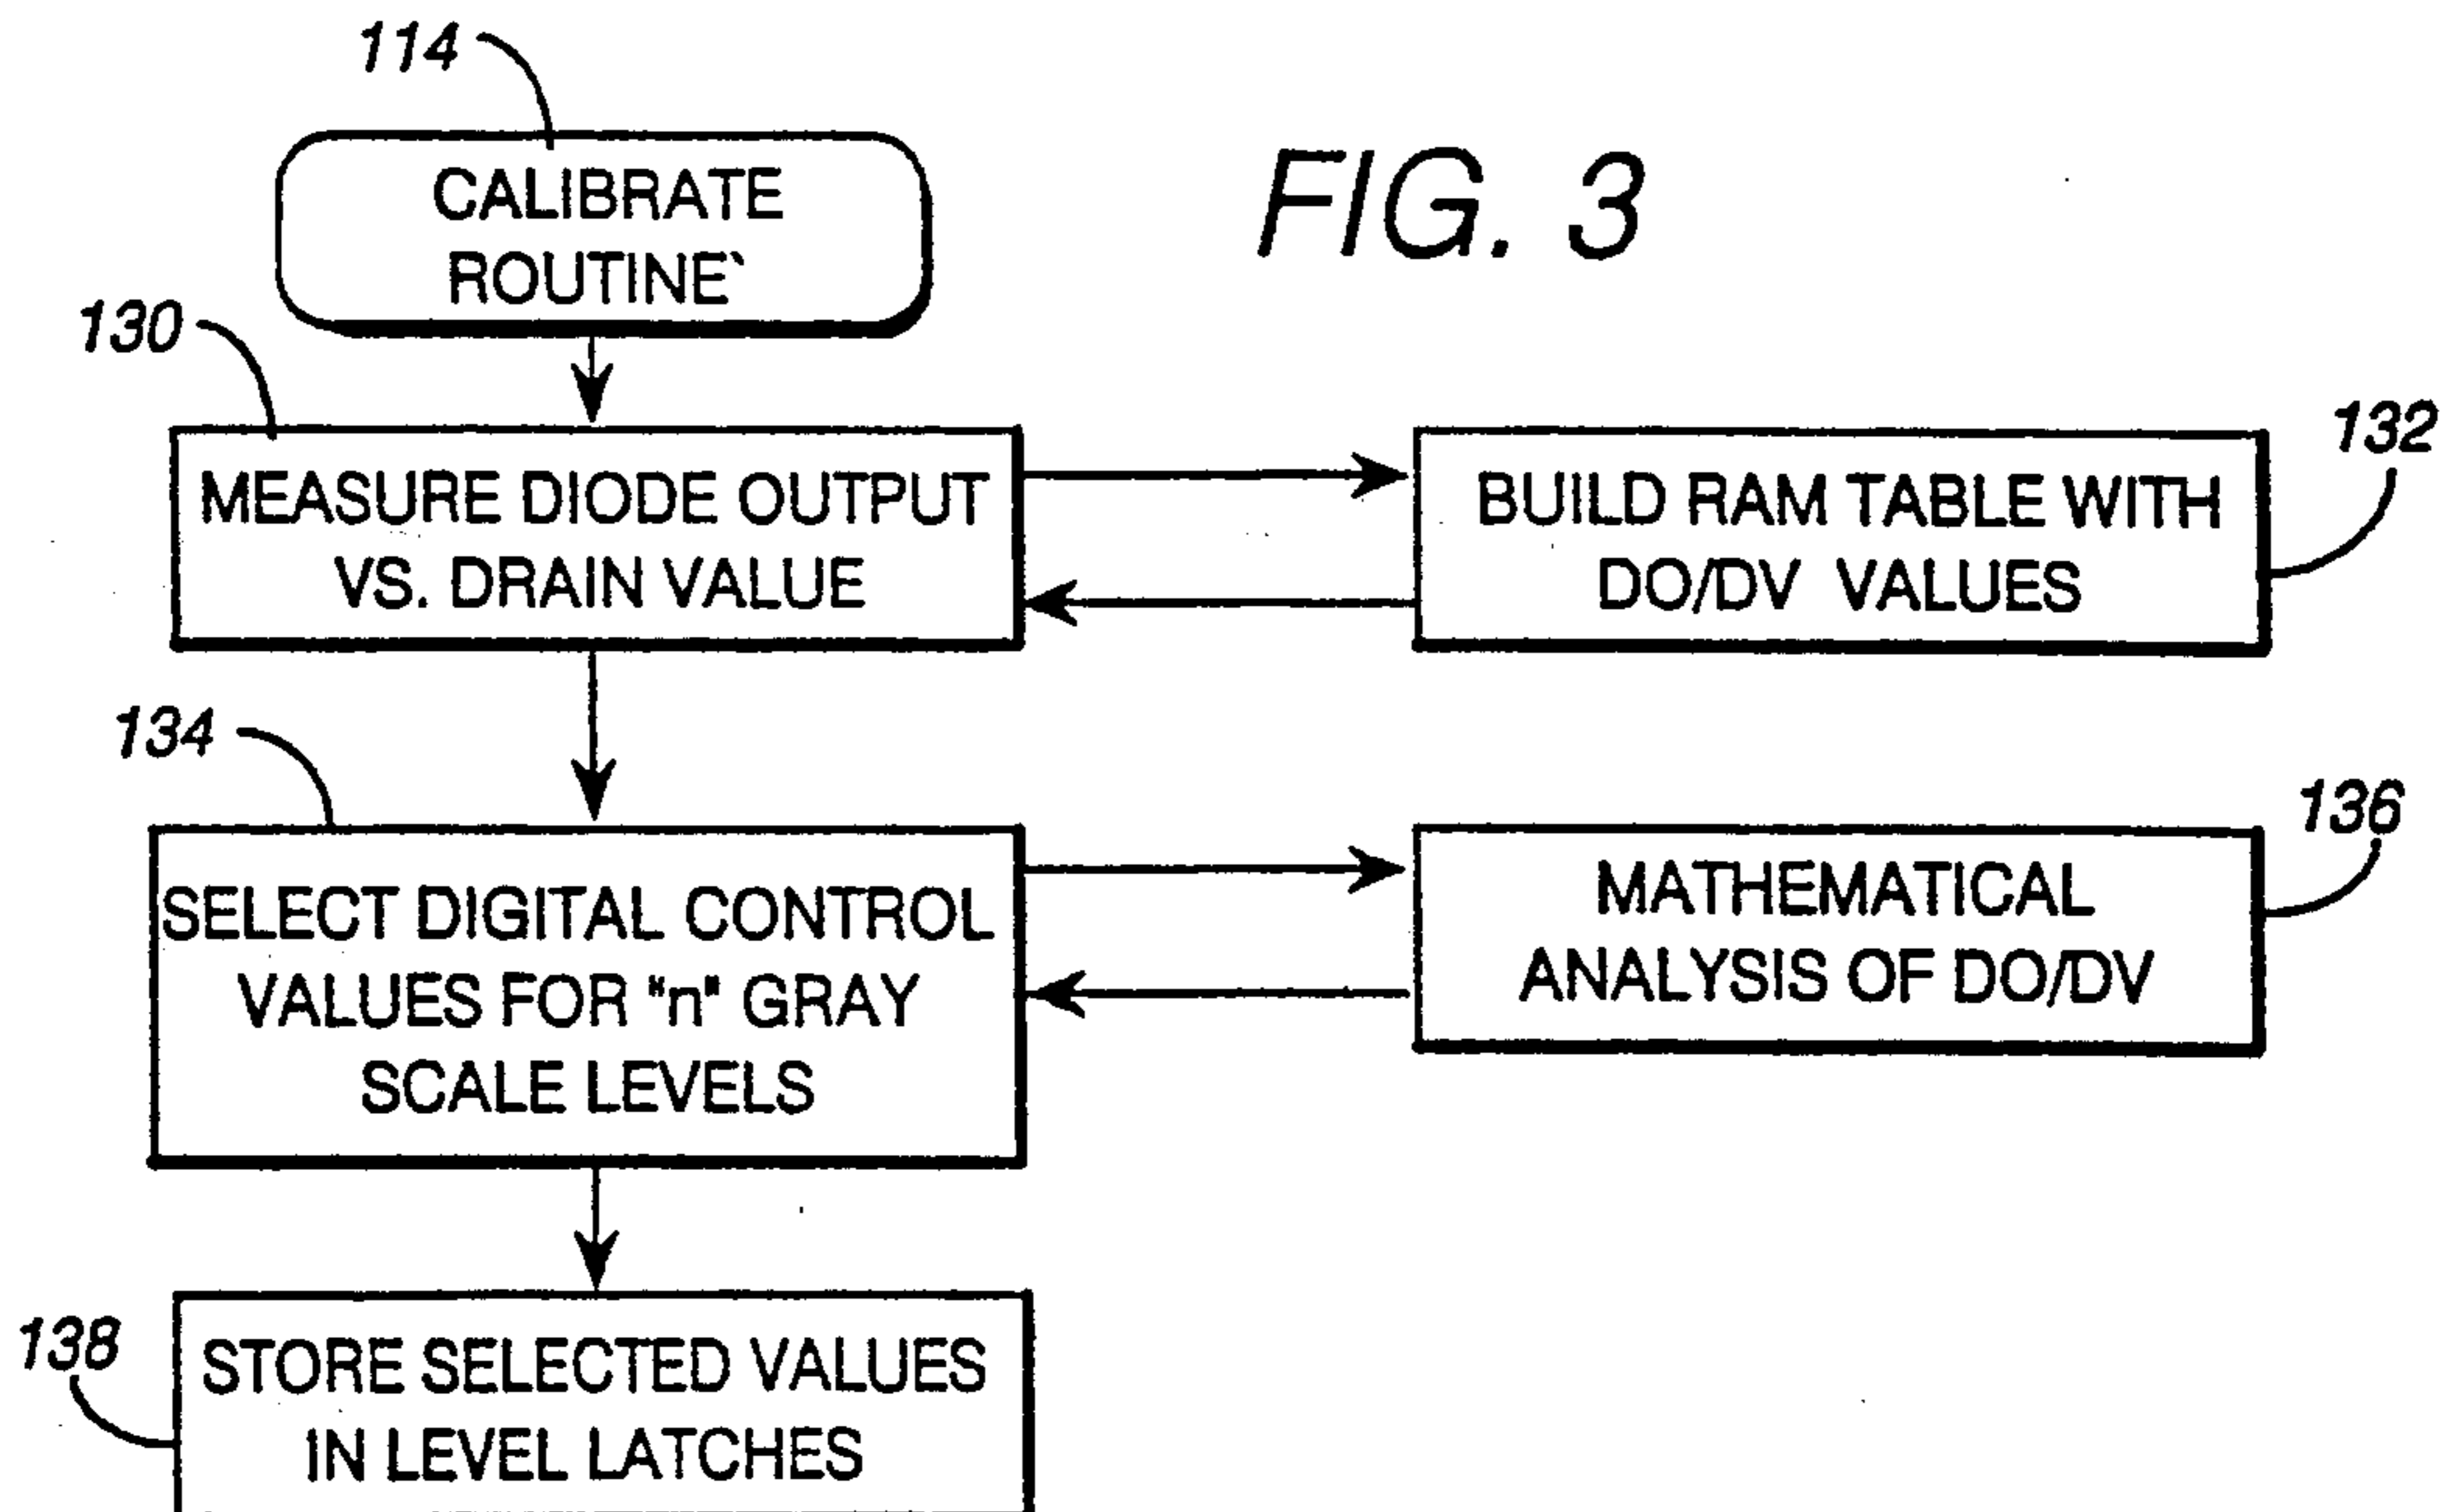 114
CALIBRATE
ROUTINE`
FIG. 3
130
MEASURE DIODE OUTPUT
VS. DRAIN VALUE
132
BUILD RAM TABLE WITH
DO/DV VALUES
134
SELECT DIGITAL CONTROL
VALUES FOR "n" GRAY
SCALE LEVELS
136
MATHEMATICAL
ANALYSIS OF DO/DV
138
STORE SELECTED VALUES
IN LEVEL LATCHES